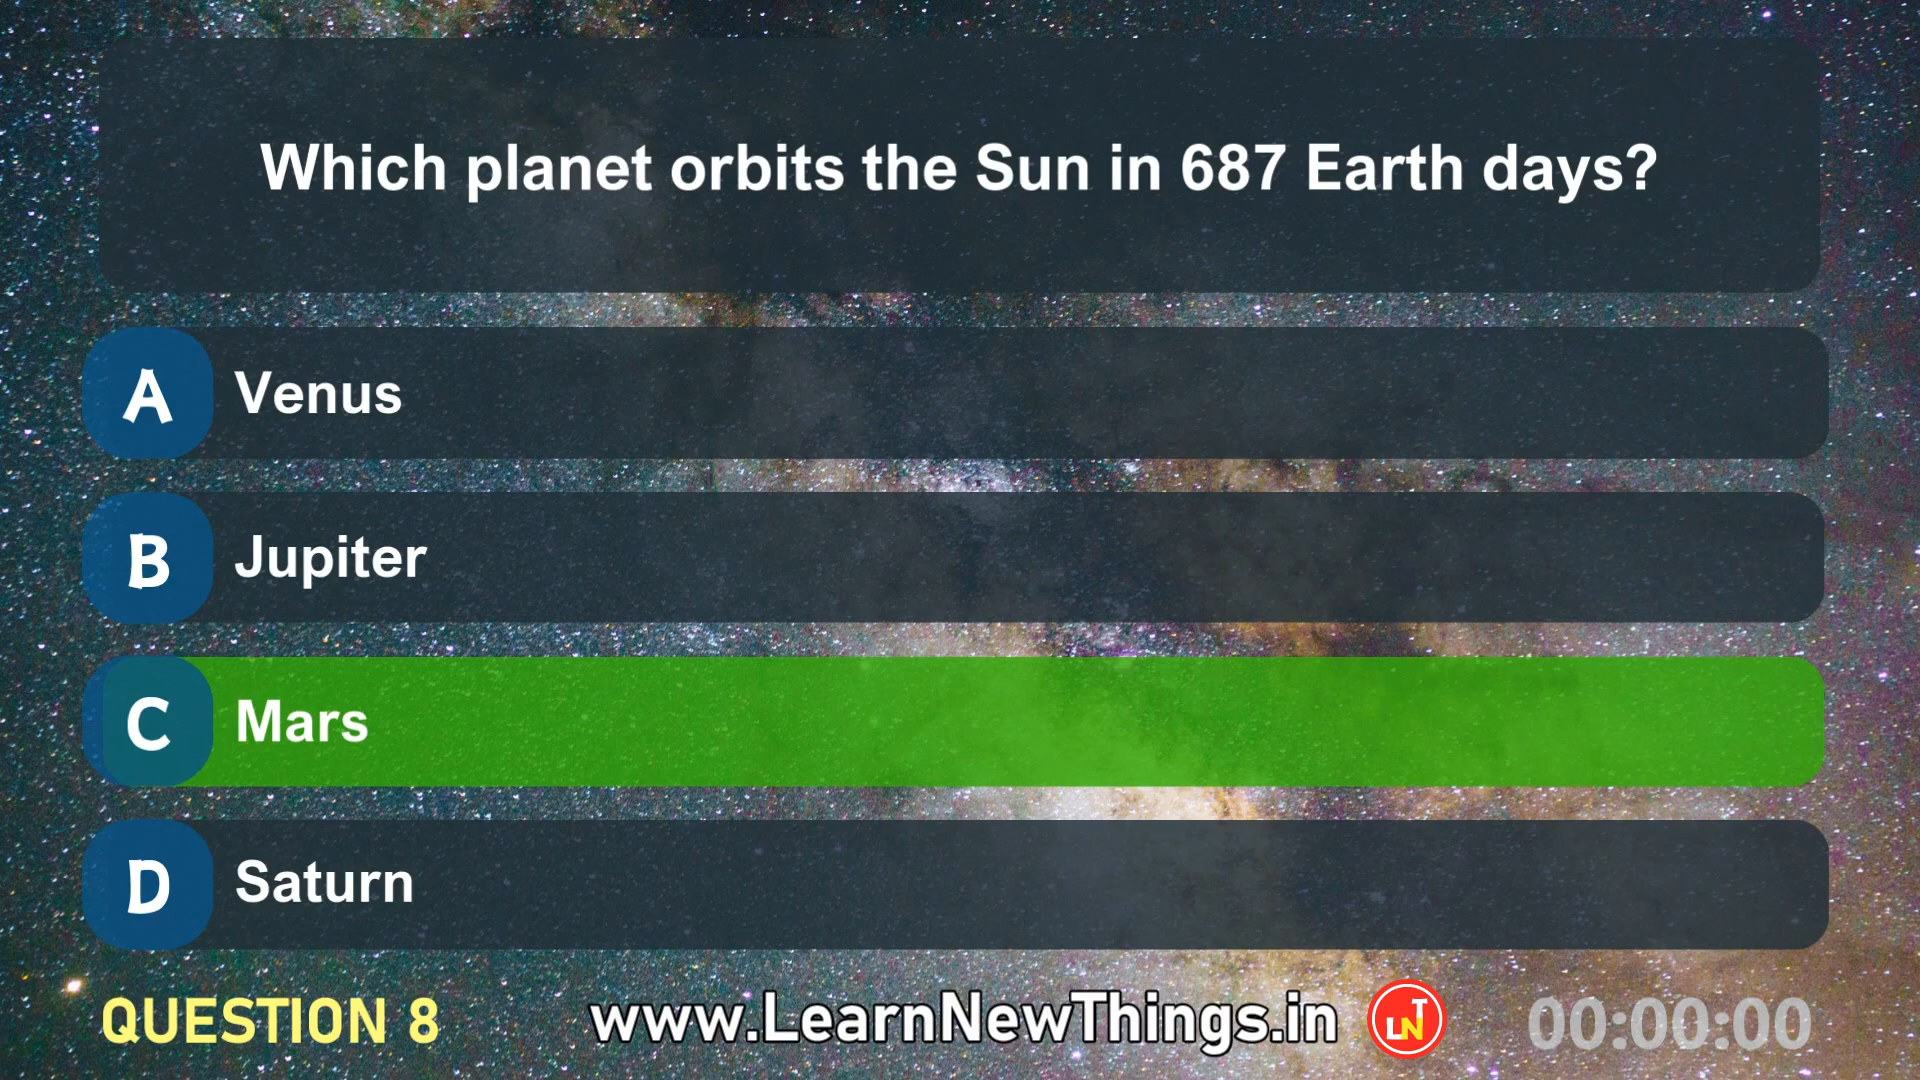 Which planet orbits the Sun in 687 Earth days?
A Venus
B Jupiter
C Mars
D Saturn
QUESTION 8 www.LearnNewThings.in LNT 00:00:00